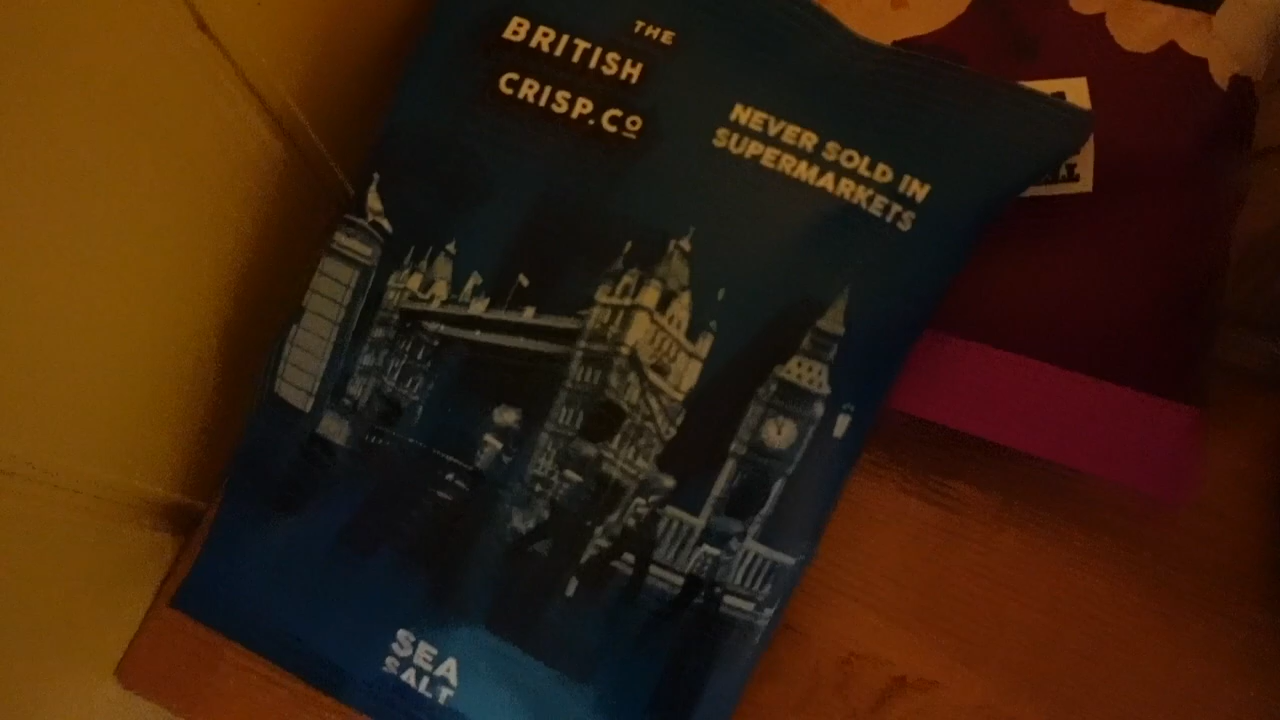 THE
BRITISH
CRISP.Cº
NEVER SOLD IN
SUPERMARKETS
SEA
SALT